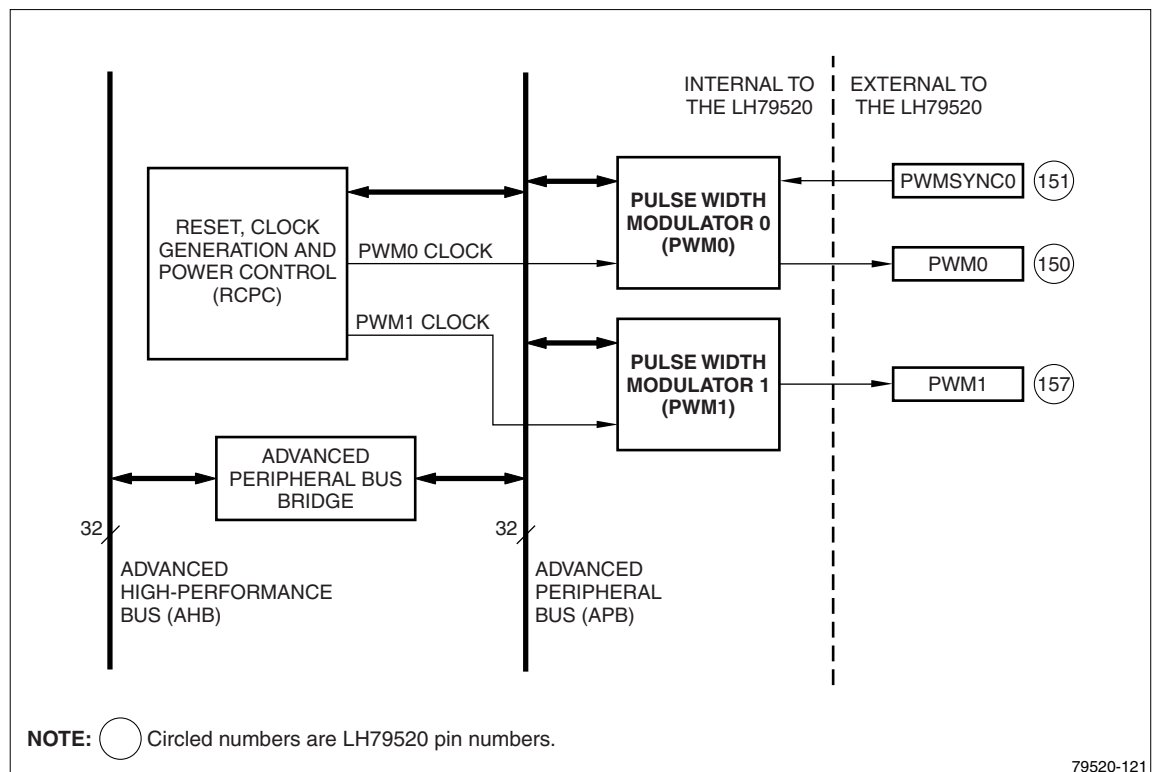 INTERNAL TO
THE LH79520
EXTERNAL TO
THE LH79520
RESET, CLOCK
GENERATION AND
POWER CONTROL
(RCPC)
PWM0 CLOCK
PWM1 CLOCK
PULSE WIDTH
MODULATOR 0
(PWM0)
PWMSYNC0
151
PWM0
150
PULSE WIDTH
MODULATOR 1
(PWM1)
PWM1
157
ADVANCED
PERIPHERAL BUS
BRIDGE
32
32
ADVANCED
HIGH-PERFORMANCE
BUS (AHB)
ADVANCED
PERIPHERAL
BUS (APB)
NOTE: Circled numbers are LH79520 pin numbers.
79520-121